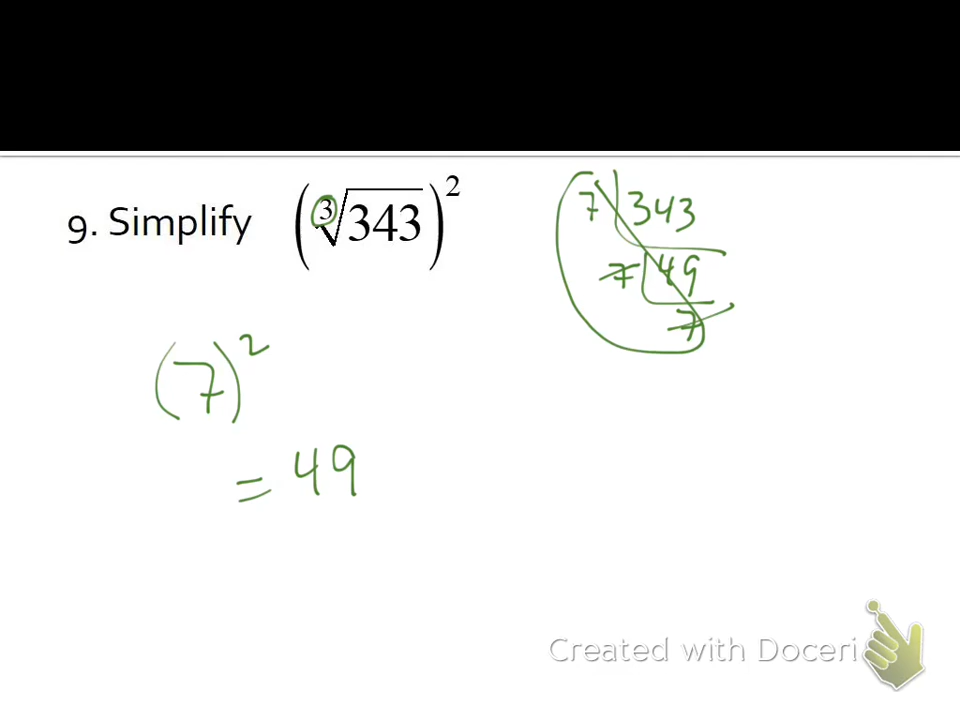 9. Simplify (∛343)²
7 343
7 49
7
(7)²
= 49
Created with Doceri